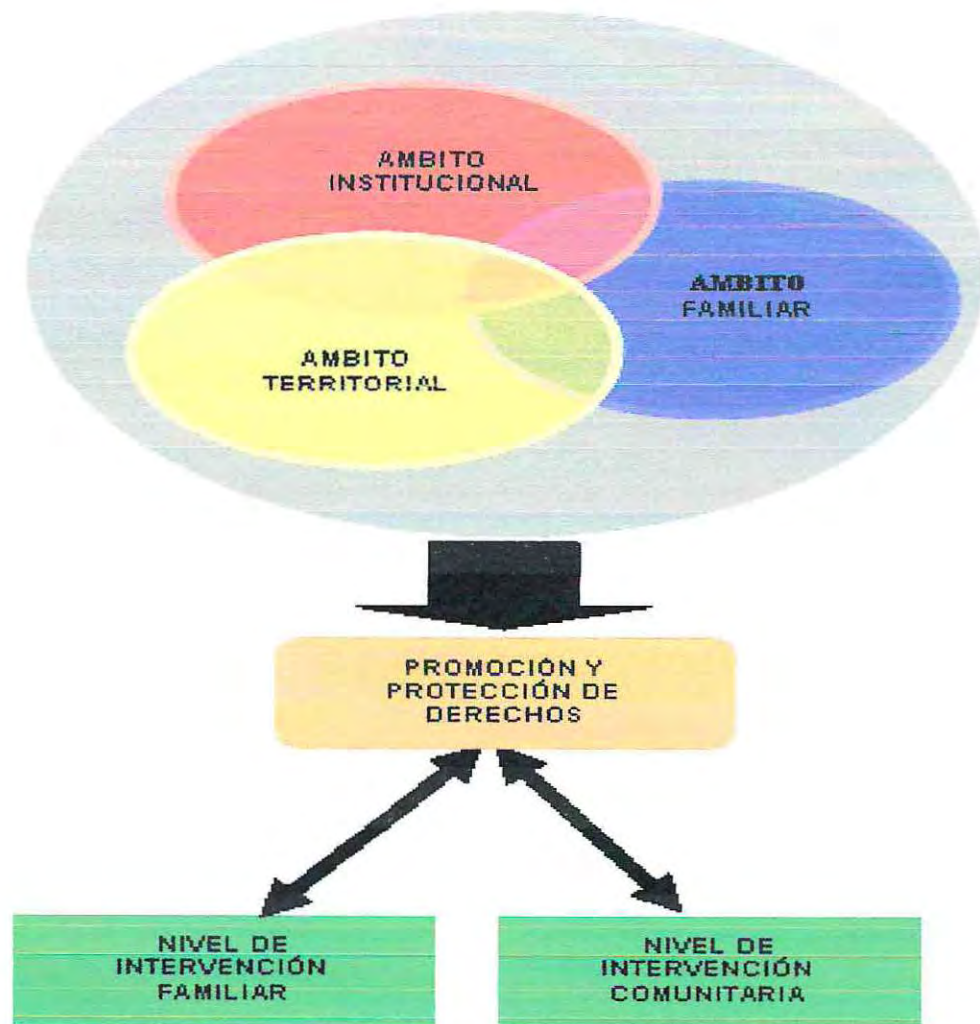 AMBITO
INSTITUCIONAL
AMBITO
FAMILIAR
AMBITO
TERRITORIAL
PROMOCIÓN Y
PROTECCIÓN DE
DERECHOS
NIVEL DE
INTERVENCIÓN
FAMILIAR
NIVEL DE
INTERVENCIÓN
COMUNITARIA